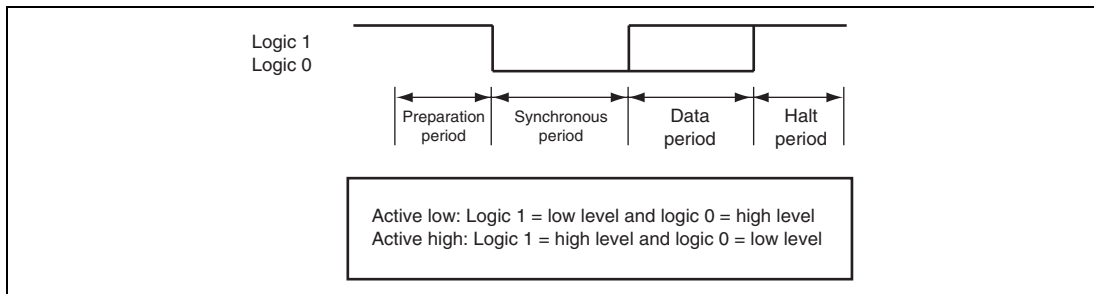 Logic 1
Logic 0
Preparation
period
Synchronous
period
Data
period
Halt
period
Active low: Logic 1 = low level and logic 0 = high level
Active high: Logic 1 = high level and logic 0 = low level